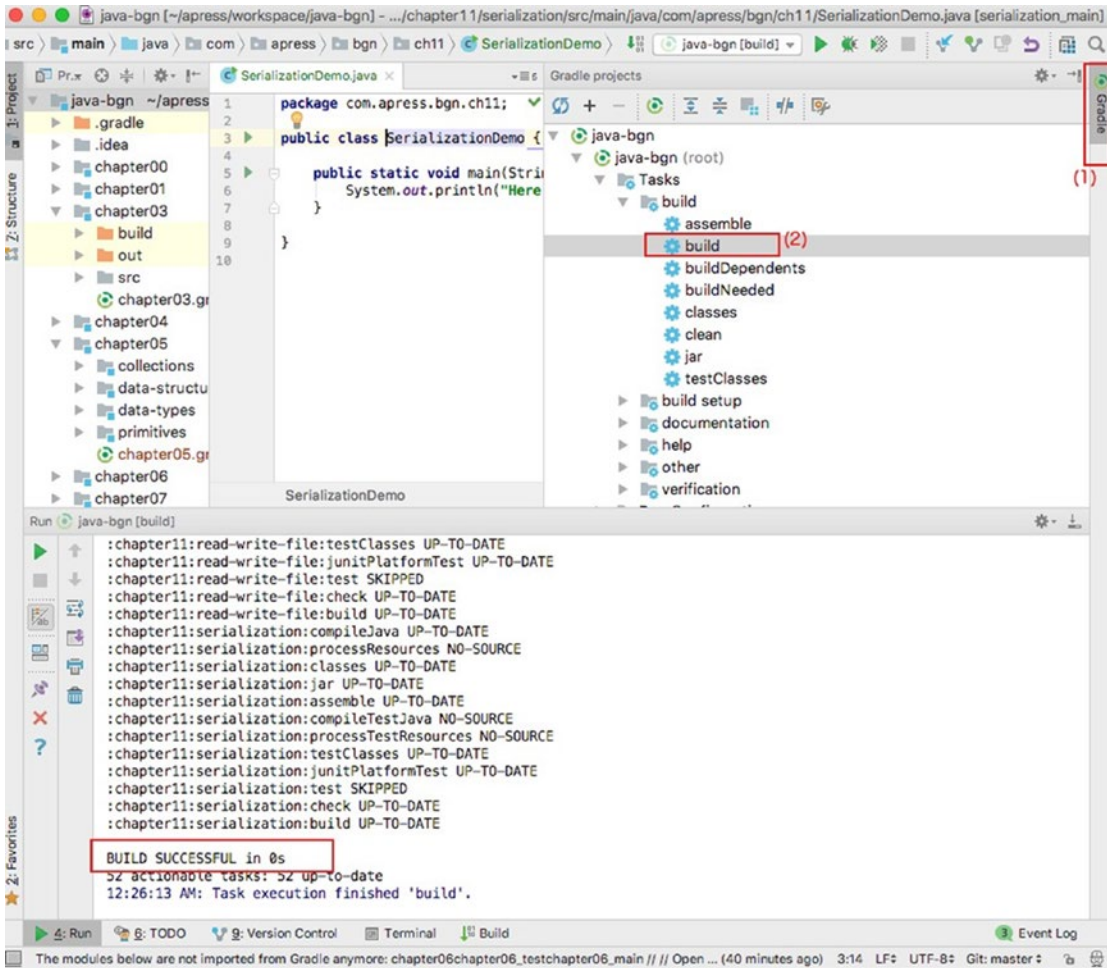 java-bgn [~/apress/workspace/java-bgn] - .../chapter11/serialization/src/main/java/com/apress/bgn/ch11/SerializationDemo.java [serialization_main]
src main java com apress bgn ch11 SerializationDemo java-bgn [build]
1: Project
Z: Structure
2: Favorites
Pr.
java-bgn ~/apress
.gradle
.idea
chapter00
chapter01
chapter03
build
out
src
chapter03.gr
chapter04
chapter05
collections
data-structu
data-types
primitives
chapter05.gr
chapter06
chapter07
SerializationDemo.java
1 package com.apress.bgn.ch11;
2
3 public class SerializationDemo {
4
5 public static void main(Stri
6 System.out.println("Here
7 }
8
9 }
10
SerializationDemo
Gradle projects
java-bgn
java-bgn (root)
Tasks
build
assemble
build (2)
buildDependents
buildNeeded
classes
clean
jar
testClasses
build setup
documentation
help
other
verification
Gradle
(1)
Run java-bgn [build]
:chapter11:read-write-file:testClasses UP-TO-DATE
:chapter11:read-write-file:junitPlatformTest UP-TO-DATE
:chapter11:read-write-file:test SKIPPED
:chapter11:read-write-file:check UP-TO-DATE
:chapter11:read-write-file:build UP-TO-DATE
:chapter11:serialization:compileJava UP-TO-DATE
:chapter11:serialization:processResources NO-SOURCE
:chapter11:serialization:classes UP-TO-DATE
:chapter11:serialization:jar UP-TO-DATE
:chapter11:serialization:assemble UP-TO-DATE
:chapter11:serialization:compileTestJava NO-SOURCE
:chapter11:serialization:processTestResources NO-SOURCE
:chapter11:serialization:testClasses UP-TO-DATE
:chapter11:serialization:junitPlatformTest UP-TO-DATE
:chapter11:serialization:test SKIPPED
:chapter11:serialization:check UP-TO-DATE
:chapter11:serialization:build UP-TO-DATE
BUILD SUCCESSFUL in 0s
52 actionable tasks: 52 up-to-date
12:26:13 AM: Task execution finished 'build'.
4: Run 6: TODO 9: Version Control Terminal Build 3 Event Log
The modules below are not imported from Gradle anymore: chapter06chapter06_testchapter06_main // // Open ... (40 minutes ago) 3:14 LF UTF-8 Git: master